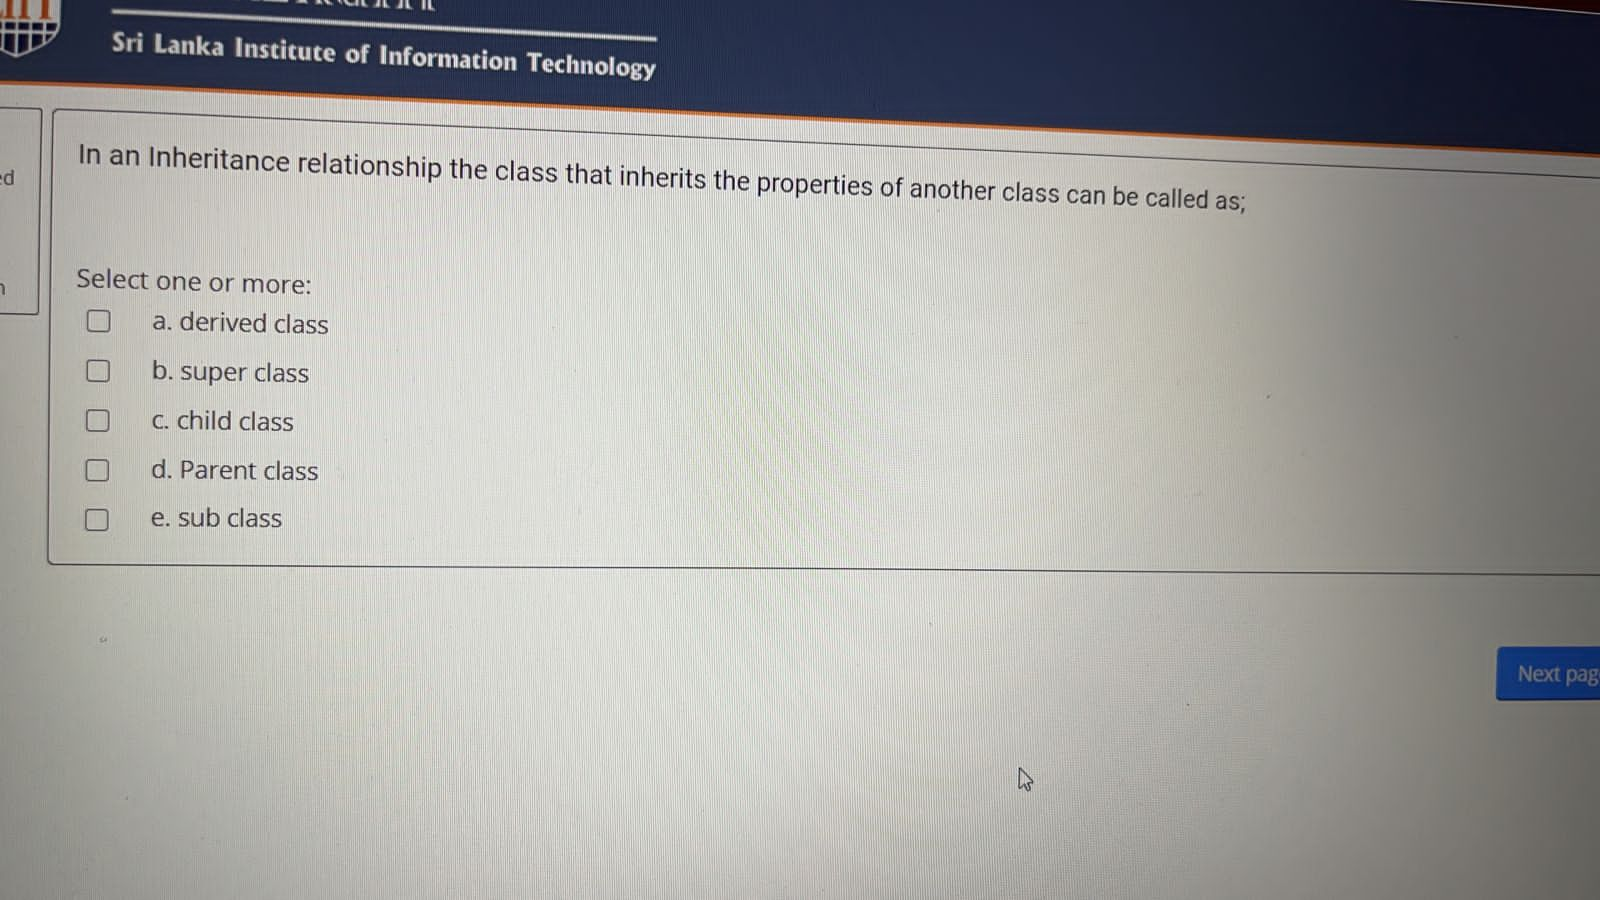 Sri Lanka Institute of Information Technology
In an Inheritance relationship the class that inherits the properties of another class can be called as;
Select one or more:
a. derived class
b. super class
c. child class
d. Parent class
e. sub class
Next